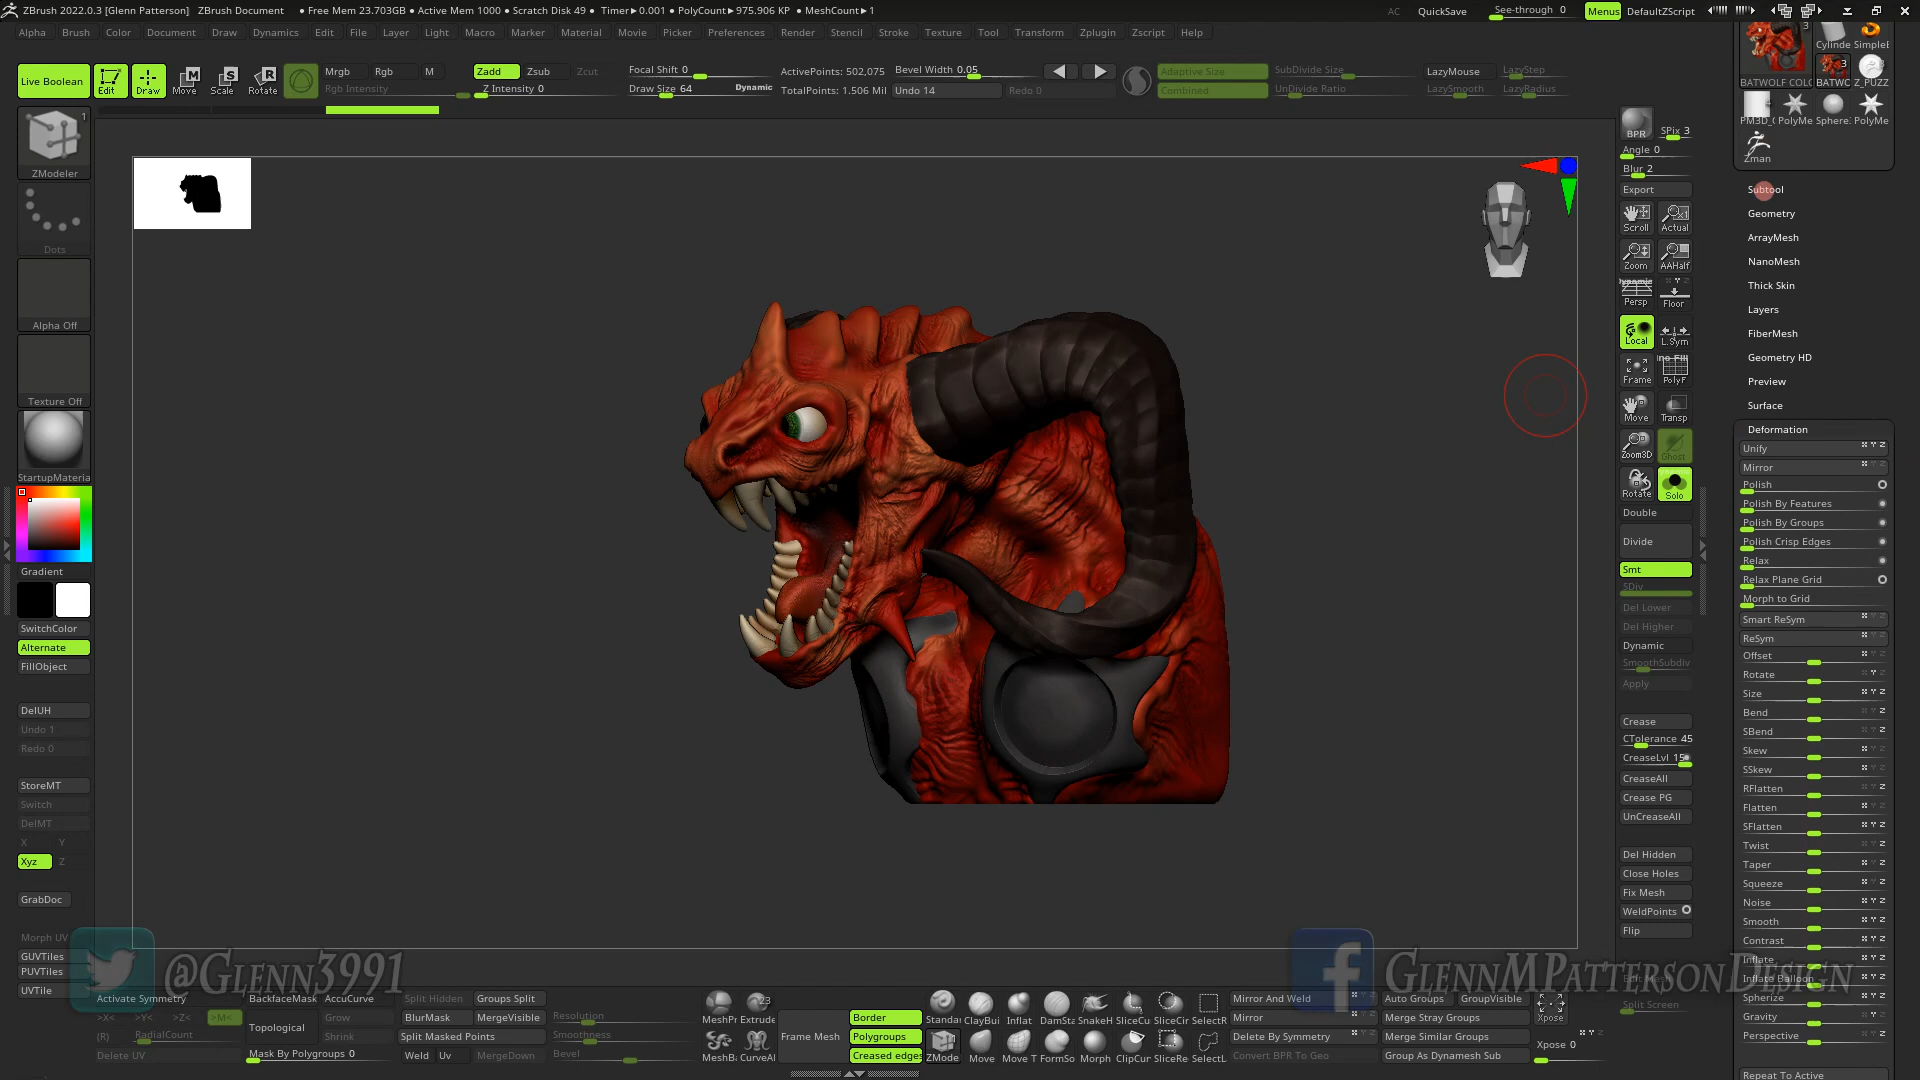 ZBrush 2022.0.3 [Glenn Patterson] ZBrush Document • Free Mem 23.703GB • Active Mem 1000 • Scratch Disk 49 • Timer▸0.001 • PolyCount▸975.906 KP • MeshCount▸1
AC QuickSave See-through 0 Menus DefaultZScript
Alpha Brush Color Document Draw Dynamics Edit File Layer Light Macro Marker Material Movie Picker Preferences Render Stencil Stroke Texture Tool Transform Zplugin Zscript Help
Live Boolean Edit Draw Move Scale Rotate
Mrgb Rgb M
Rgb Intensity
Zadd Zsub Zcut
Z Intensity 0
Focal Shift 0
Draw Size 64 Dynamic
ActivePoints: 502,075
TotalPoints: 1.506 Mil
Bevel Width 0.05
Undo 14 Redo 0
Adaptive Size
Combined
SubDivide Size
UnDivide Ratio
LazyMouse LazyStep
LazySmooth LazyRadius
1
ZModeler
Dots
Alpha Off
Texture Off
StartupMateria
Gradient
SwitchColor
Alternate
FillObject
DelUH
Undo 1
Redo 0
StoreMT
Switch
DelMT
X Y
Xyz Z
GrabDoc
Morph UV
GUVTiles
PUVTiles
UVTile
BPR SPix 3
Angle 0
Blur 2
Export
Scroll Actual
Zoom AAHalf
Dynamic
Persp Floor
Local L.Sym
Frame PolyF
Move Transp
Zoom3D Ghost
Rotate Solo
Double
Divide
Smt
SDiv
Del Lower
Del Higher
Dynamic
SmoothSubdiv
Apply
Crease
CTolerance 45
CreaseLvl 15
CreaseAll
Crease PG
UnCreaseAll
Del Hidden
Close Holes
Fix Mesh
WeldPoints
Flip
Split Screen
3 Cylinde SimpleB
BATWOLF COLO BATWC Z_PUZZ
3
PM3D_C PolyMe Sphere: PolyMe
Zman
Subtool
Geometry
ArrayMesh
NanoMesh
Thick Skin
Layers
FiberMesh
Geometry HD
Preview
Surface
Deformation
Unify
Mirror
Polish
Polish By Features
Polish By Groups
Polish Crisp Edges
Relax
Relax Plane Grid
Morph to Grid
Smart ReSym
ReSym
Offset
Rotate
Size
Bend
SBend
Skew
SSkew
RFlatten
Flatten
SFlatten
Twist
Taper
Squeeze
Noise
Smooth
Contrast
Inflate
Inflate Balloon
Spherize
Gravity
Perspective
Repeat To Active
@Glenn3991
GlennMPattersonDesign
Activate Symmetry
>X< >Y< >Z< >M<
(R) RadialCount
Delete UV
BackfaceMask AccuCurve
Topological Grow
Shrink
Mask By Polygroups 0
Split Hidden Groups Split
BlurMask MergeVisible
Split Masked Points
Weld Uv MergeDown
Resolution
Smoothness
Bevel
MeshPr Extrude
23
MeshBa CurveAl
Frame Mesh
Border
Polygroups
Creased edges
Standa ClayBui Inflat DamSta SnakeH SliceCu SliceCir SelectR
ZMode Move Move T FormSo Morph ClipCur SliceRe SelectL
Mirror And Weld
Mirror
Delete By Symmetry
Convert BPR To Geo
Auto Groups GroupVisible
Merge Stray Groups
Merge Similar Groups
Group As Dynamesh Sub
Xpose
Xpose 0